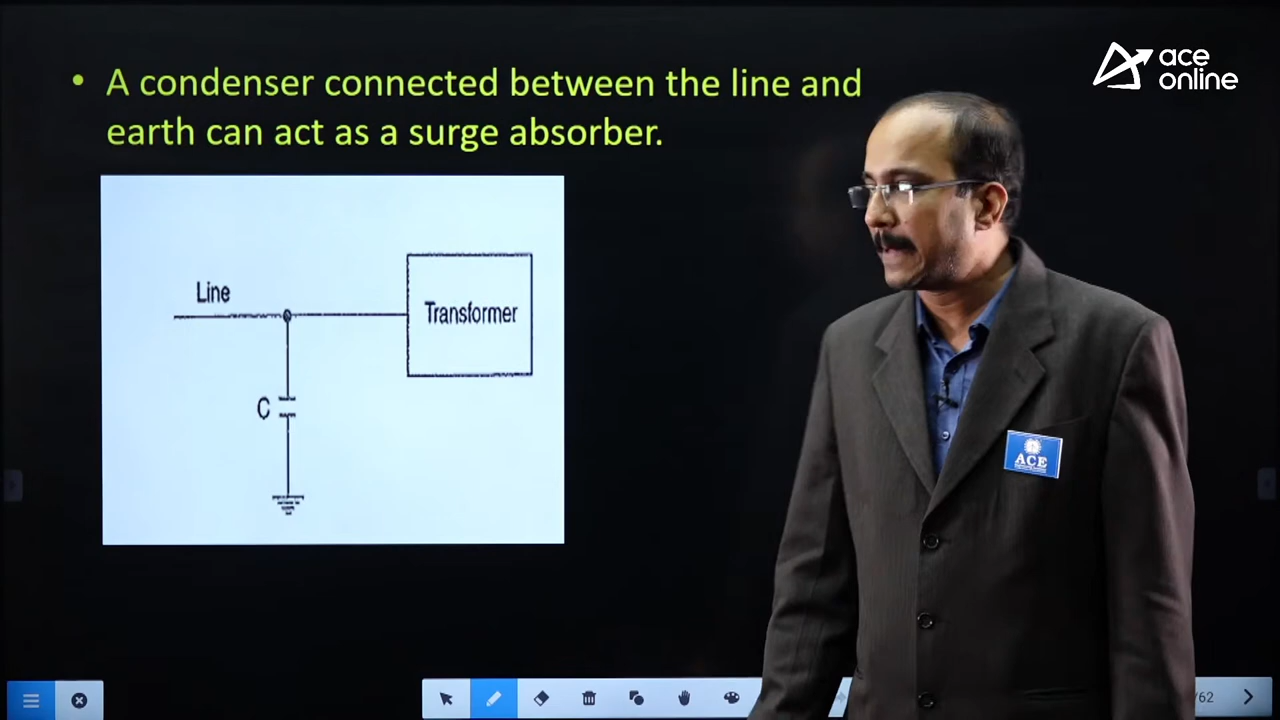 ace
online
• A condenser connected between the line and
earth can act as a surge absorber.
Line
Transformer
C
ACE
/62